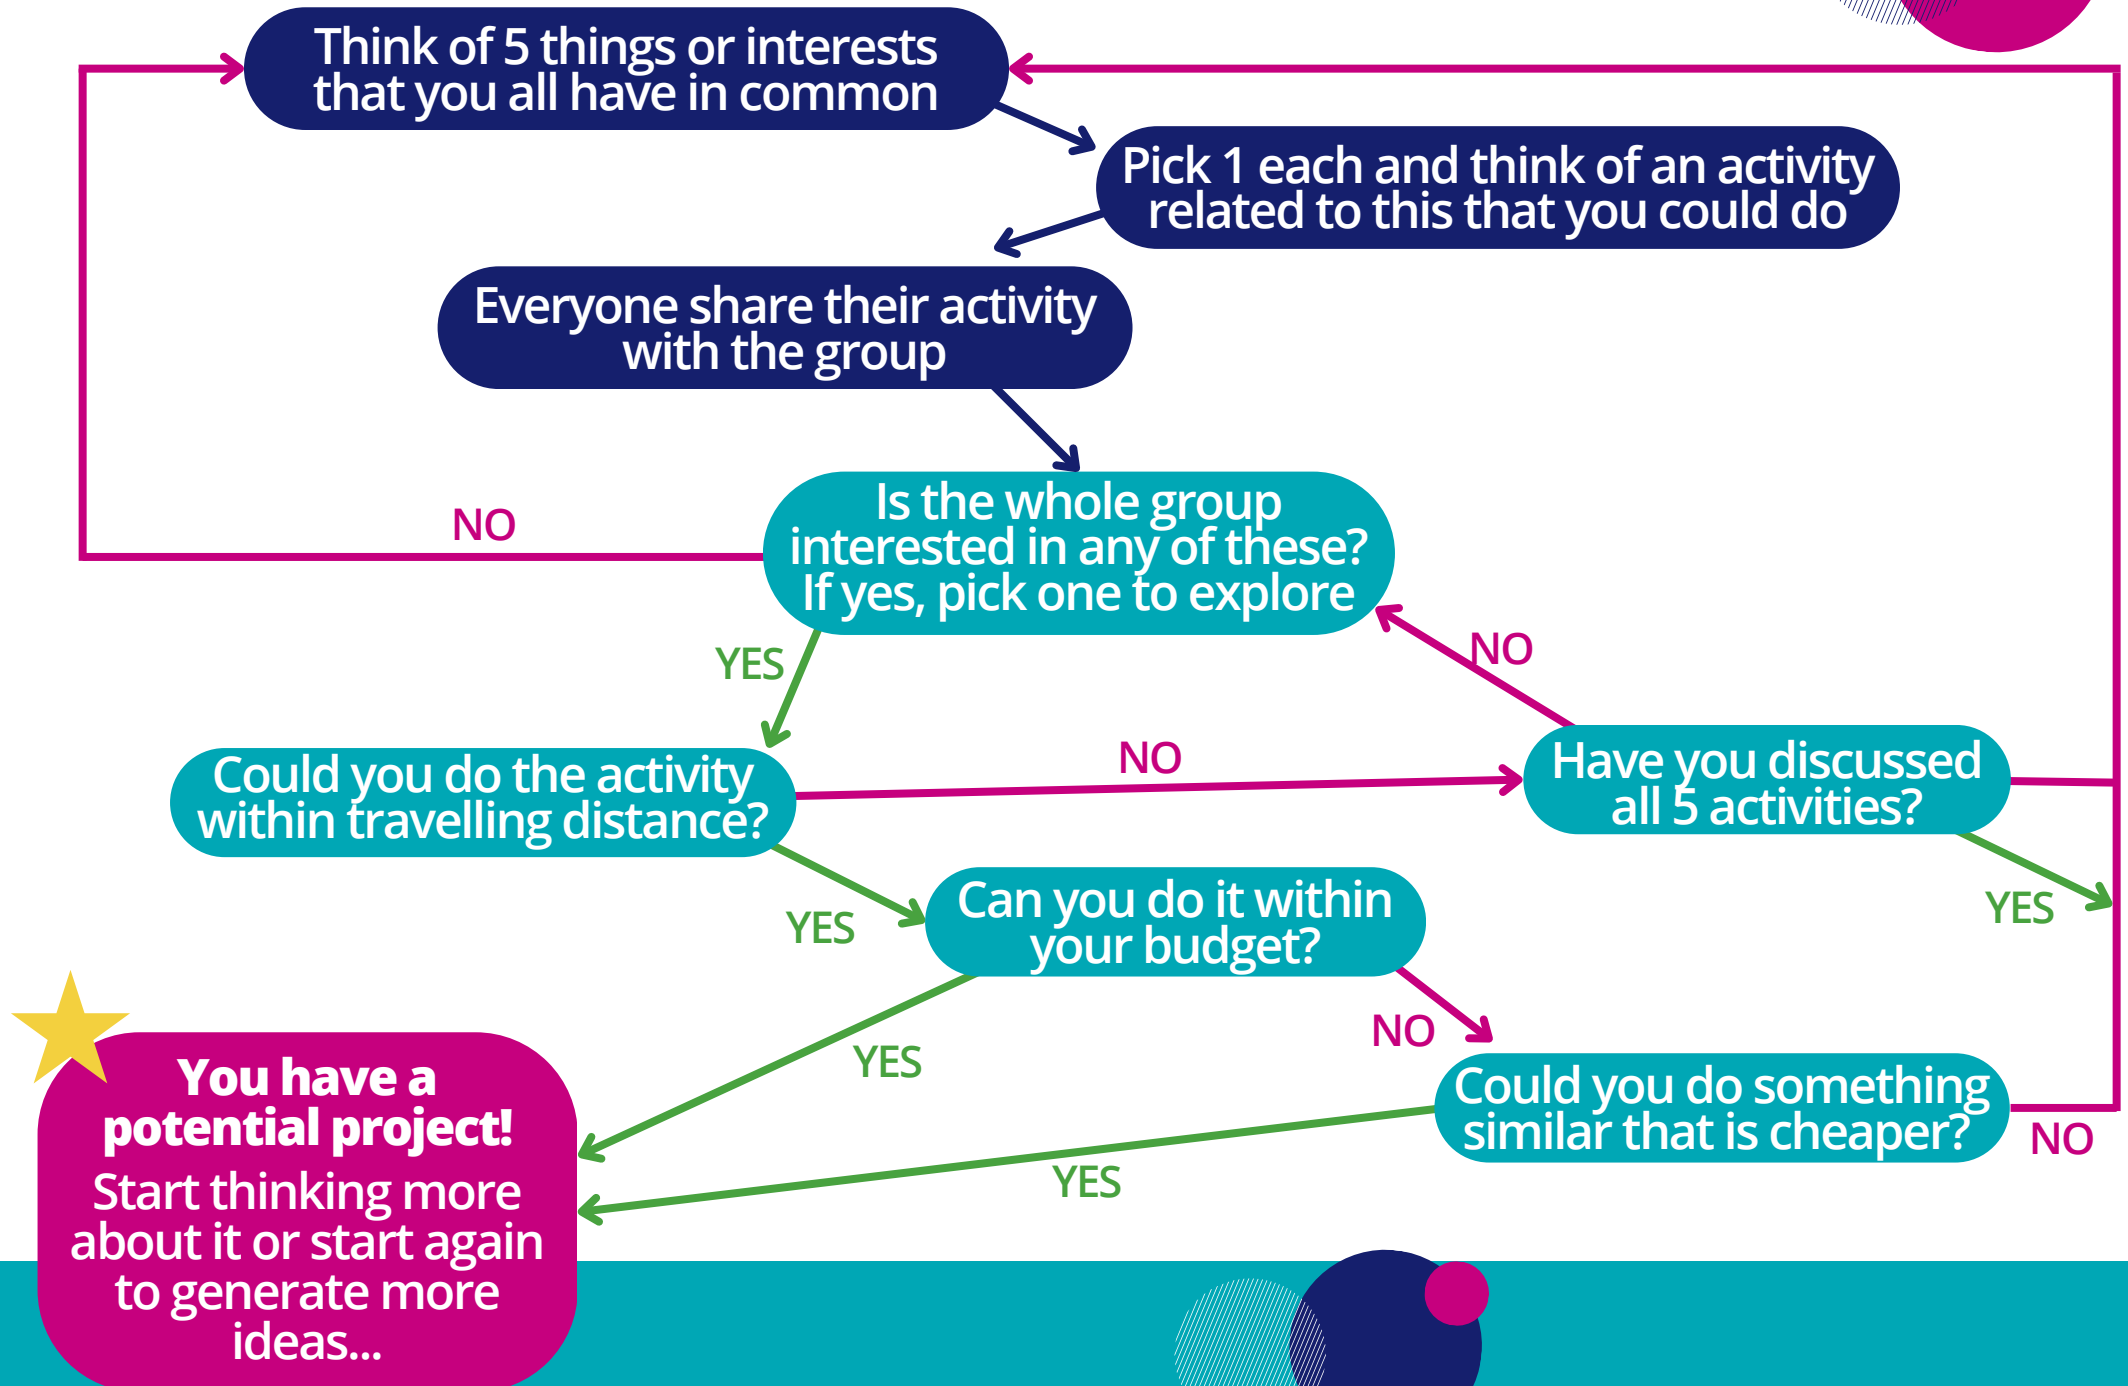 Think of 5 things or interests
that you all have in common
Pick 1 each and think of an activity
related to this that you could do
Everyone share their activity
with the group
Is the whole group
interested in any of these?
If yes, pick one to explore
NO
YES
NO
NO
Could you do the activity
within travelling distance?
Have you discussed
all 5 activities?
YES
YES
Can you do it within
your budget?
NO
YES
Could you do something
similar that is cheaper?
NO
YES
You have a
potential project!
Start thinking more
about it or start again
to generate more
ideas...